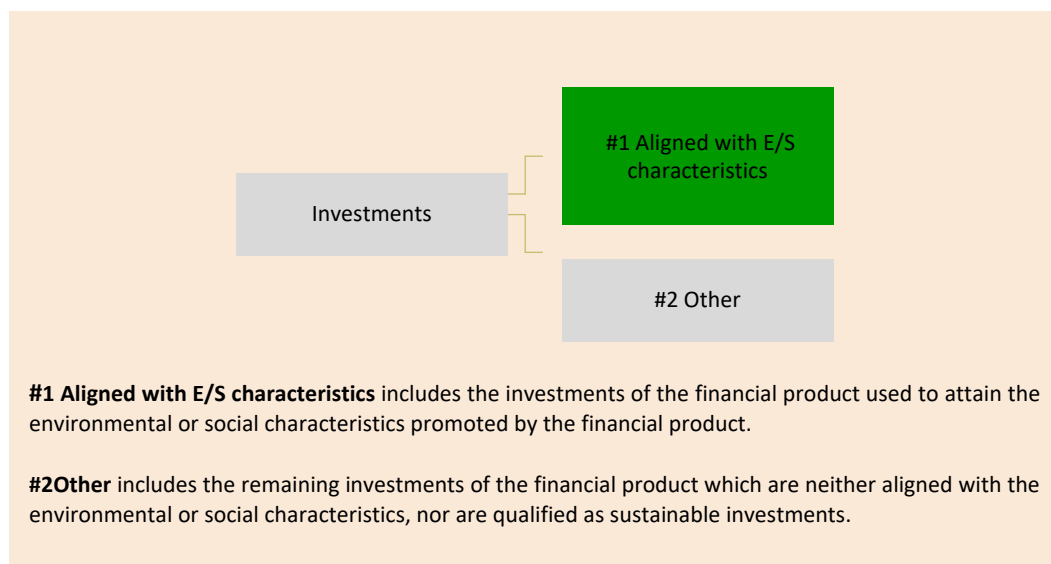 #1 Aligned with E/S
characteristics
Investments
#2 Other
#1 Aligned with E/S characteristics includes the investments of the financial product used to attain the
environmental or social characteristics promoted by the financial product.
#2Other includes the remaining investments of the financial product which are neither aligned with the
environmental or social characteristics, nor are qualified as sustainable investments.